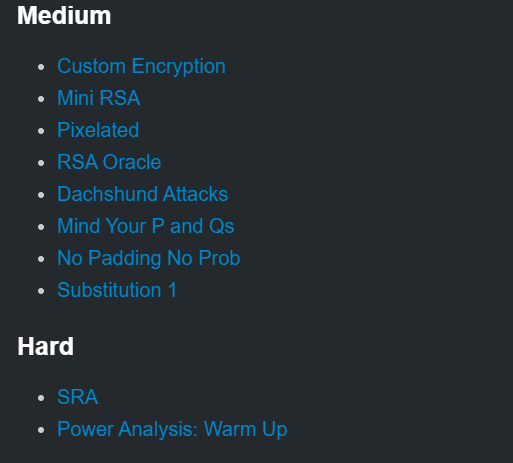 Medium
Custom Encryption
Mini RSA
Pixelated
RSA Oracle
Dachshund Attacks
Mind Your P and Qs
No Padding No Prob
Substitution 1
Hard
SRA
Power Analysis: Warm Up